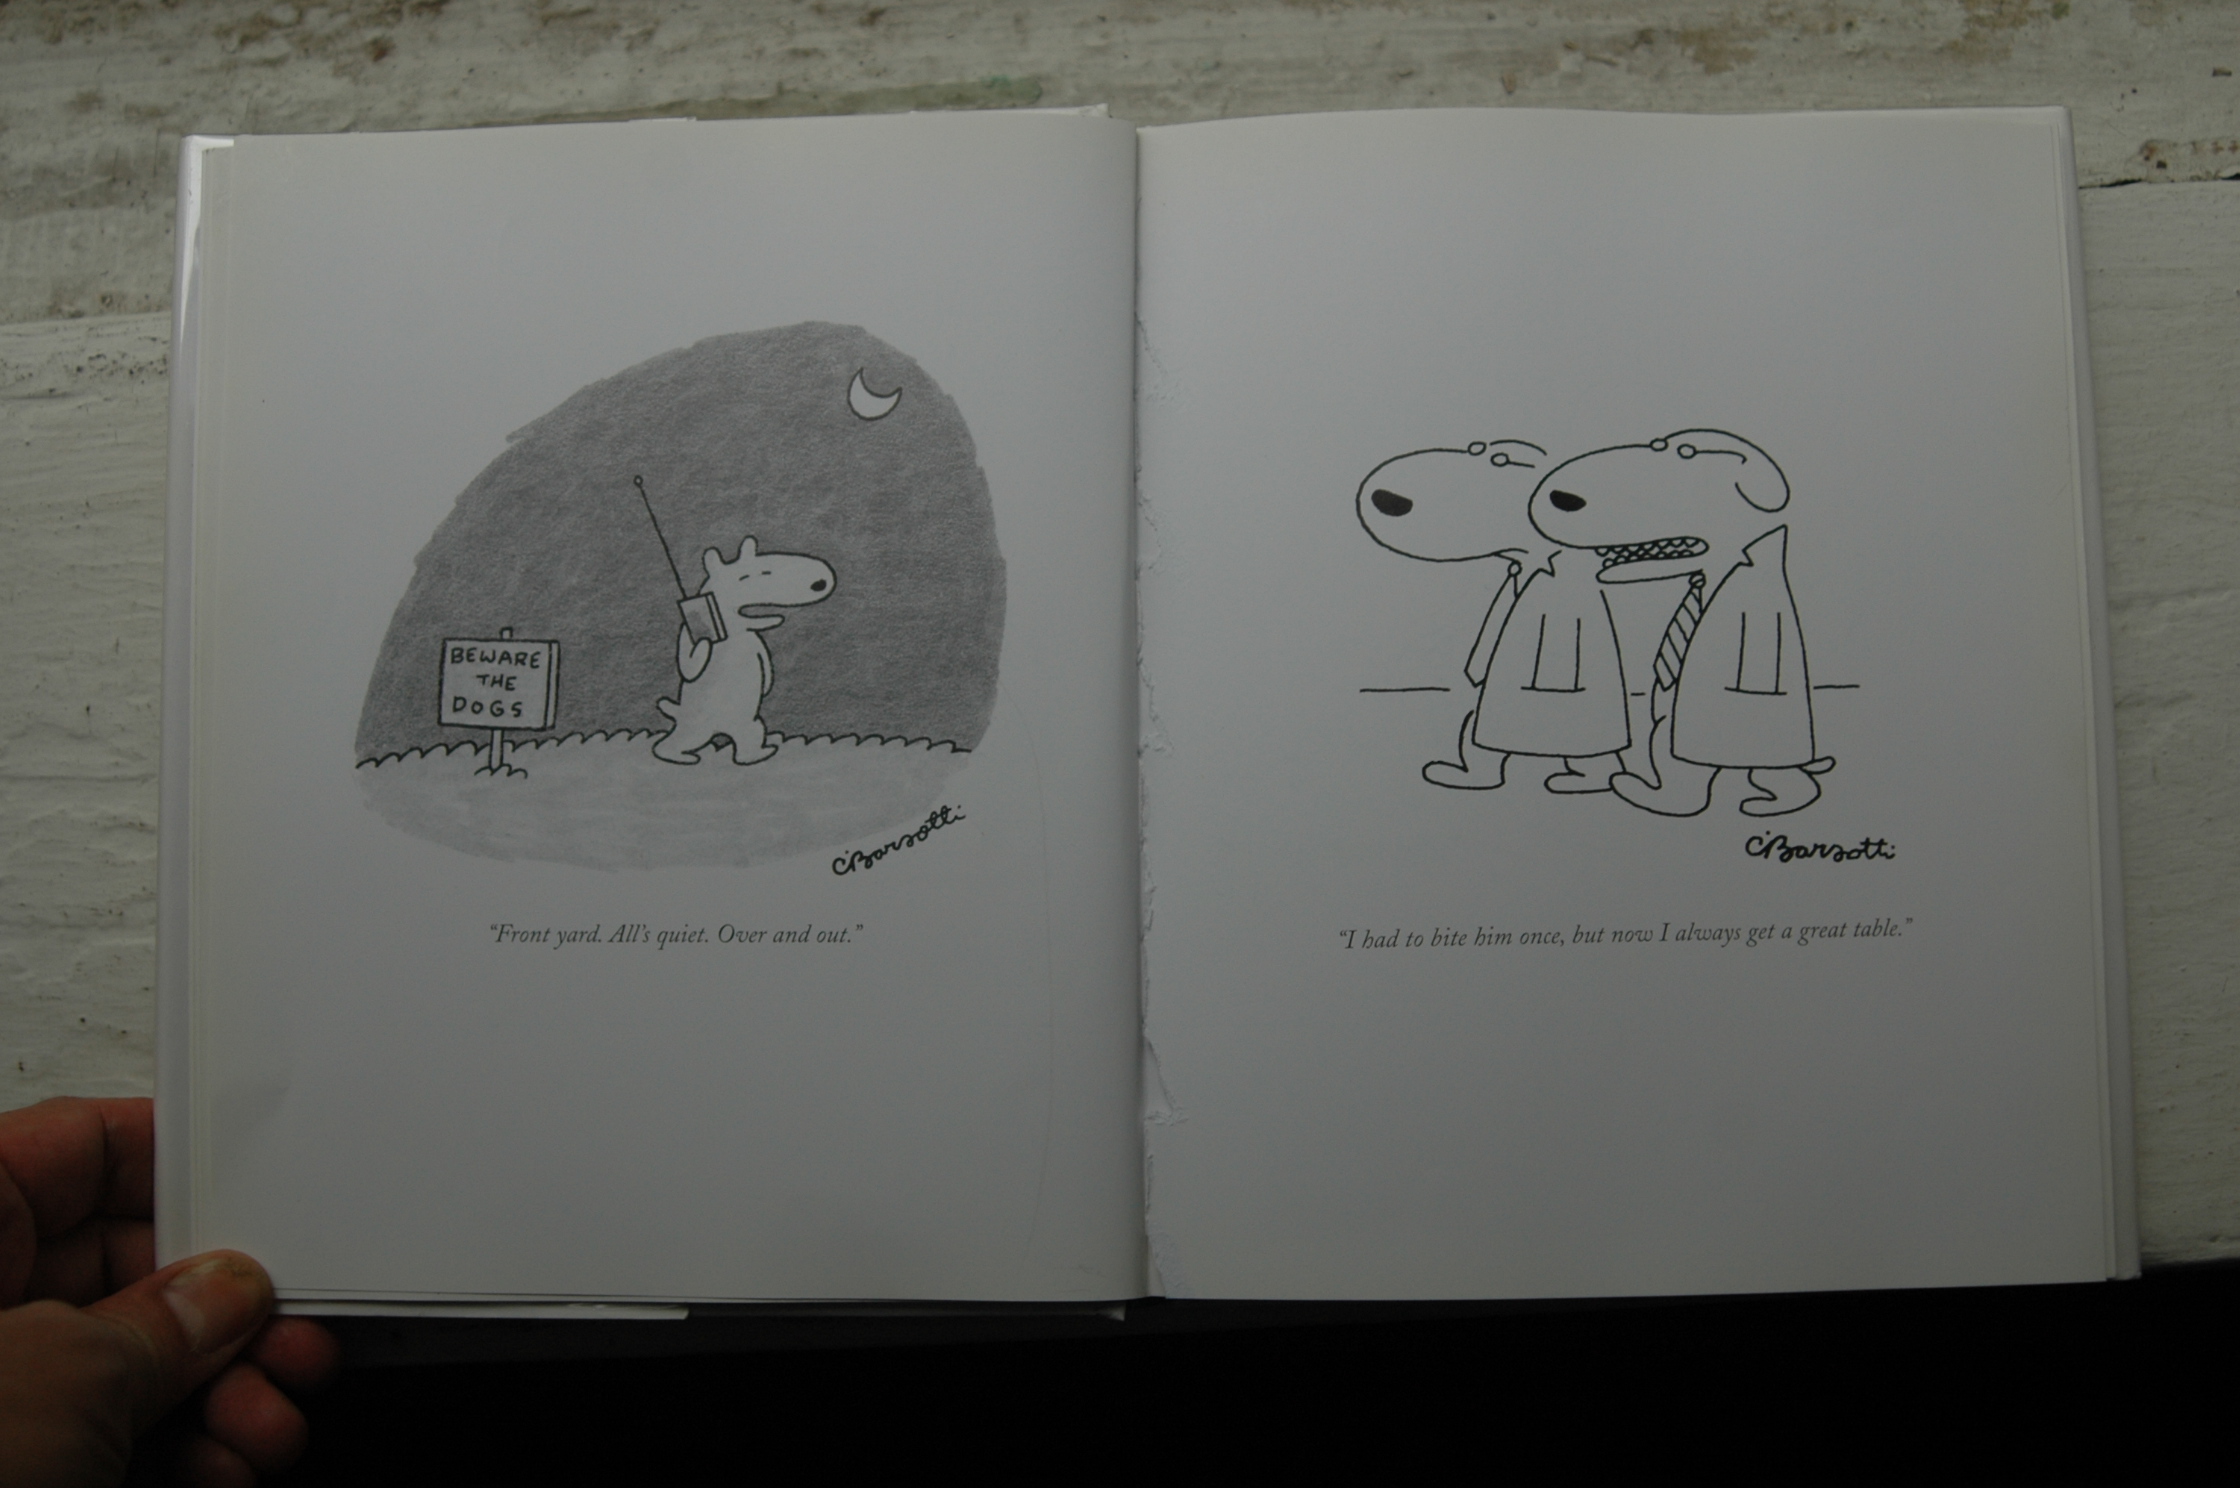 BEWARE
THE
DOGS
CBarsotti
“Front yard. All’s quiet. Over and out.”
CBarsotti
“I had to bite him once, but now I always get a great table.”